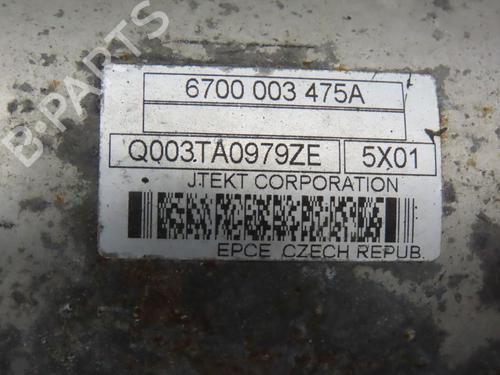 B-PARTS
6700 003 475A
Q003TA0979ZE 5X01
JTEKT CORPORATION
EPCE CZECH REPUB.